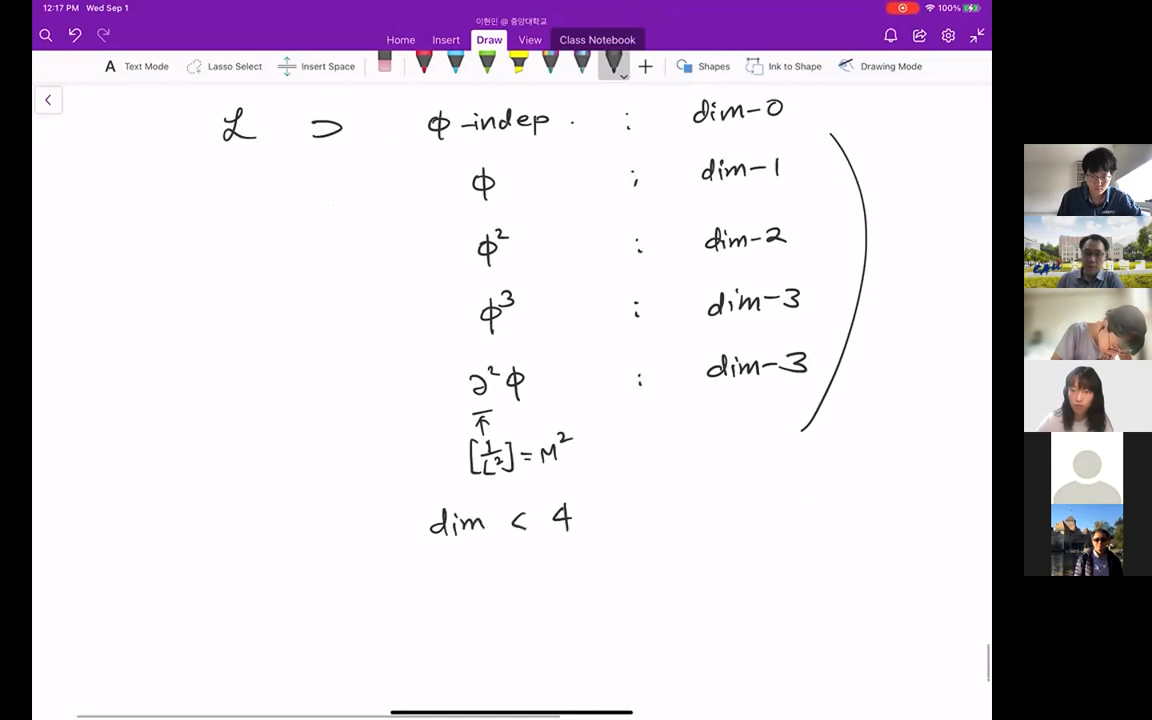 12:17 PM Wed Sep 1
이현민 @ 중앙대학교
100%
Home Insert Draw View Class Notebook
Text Mode Lasso Select Insert Space Shapes Ink to Shape Drawing Mode
ℒ ⊃ ϕ-indep. : dim-0
ϕ ; dim-1
ϕ² : dim-2
ϕ³ : dim-3
∂²ϕ : dim-3
↑
[1/L²] = M²
dim < 4